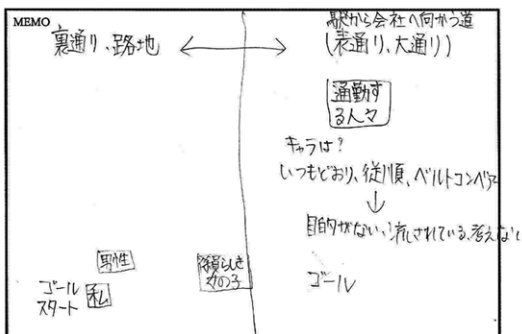 MEMO
裏通り、路地
駅から会社へ向かう道
(表通り、大通り)
通勤す
る人々
キャラは?
いつもどおり、従順、ベルトコンベアー
↓
目的がない、流されている、考えない
男性
らしき
女の子
ゴール
スタート
私
ゴール